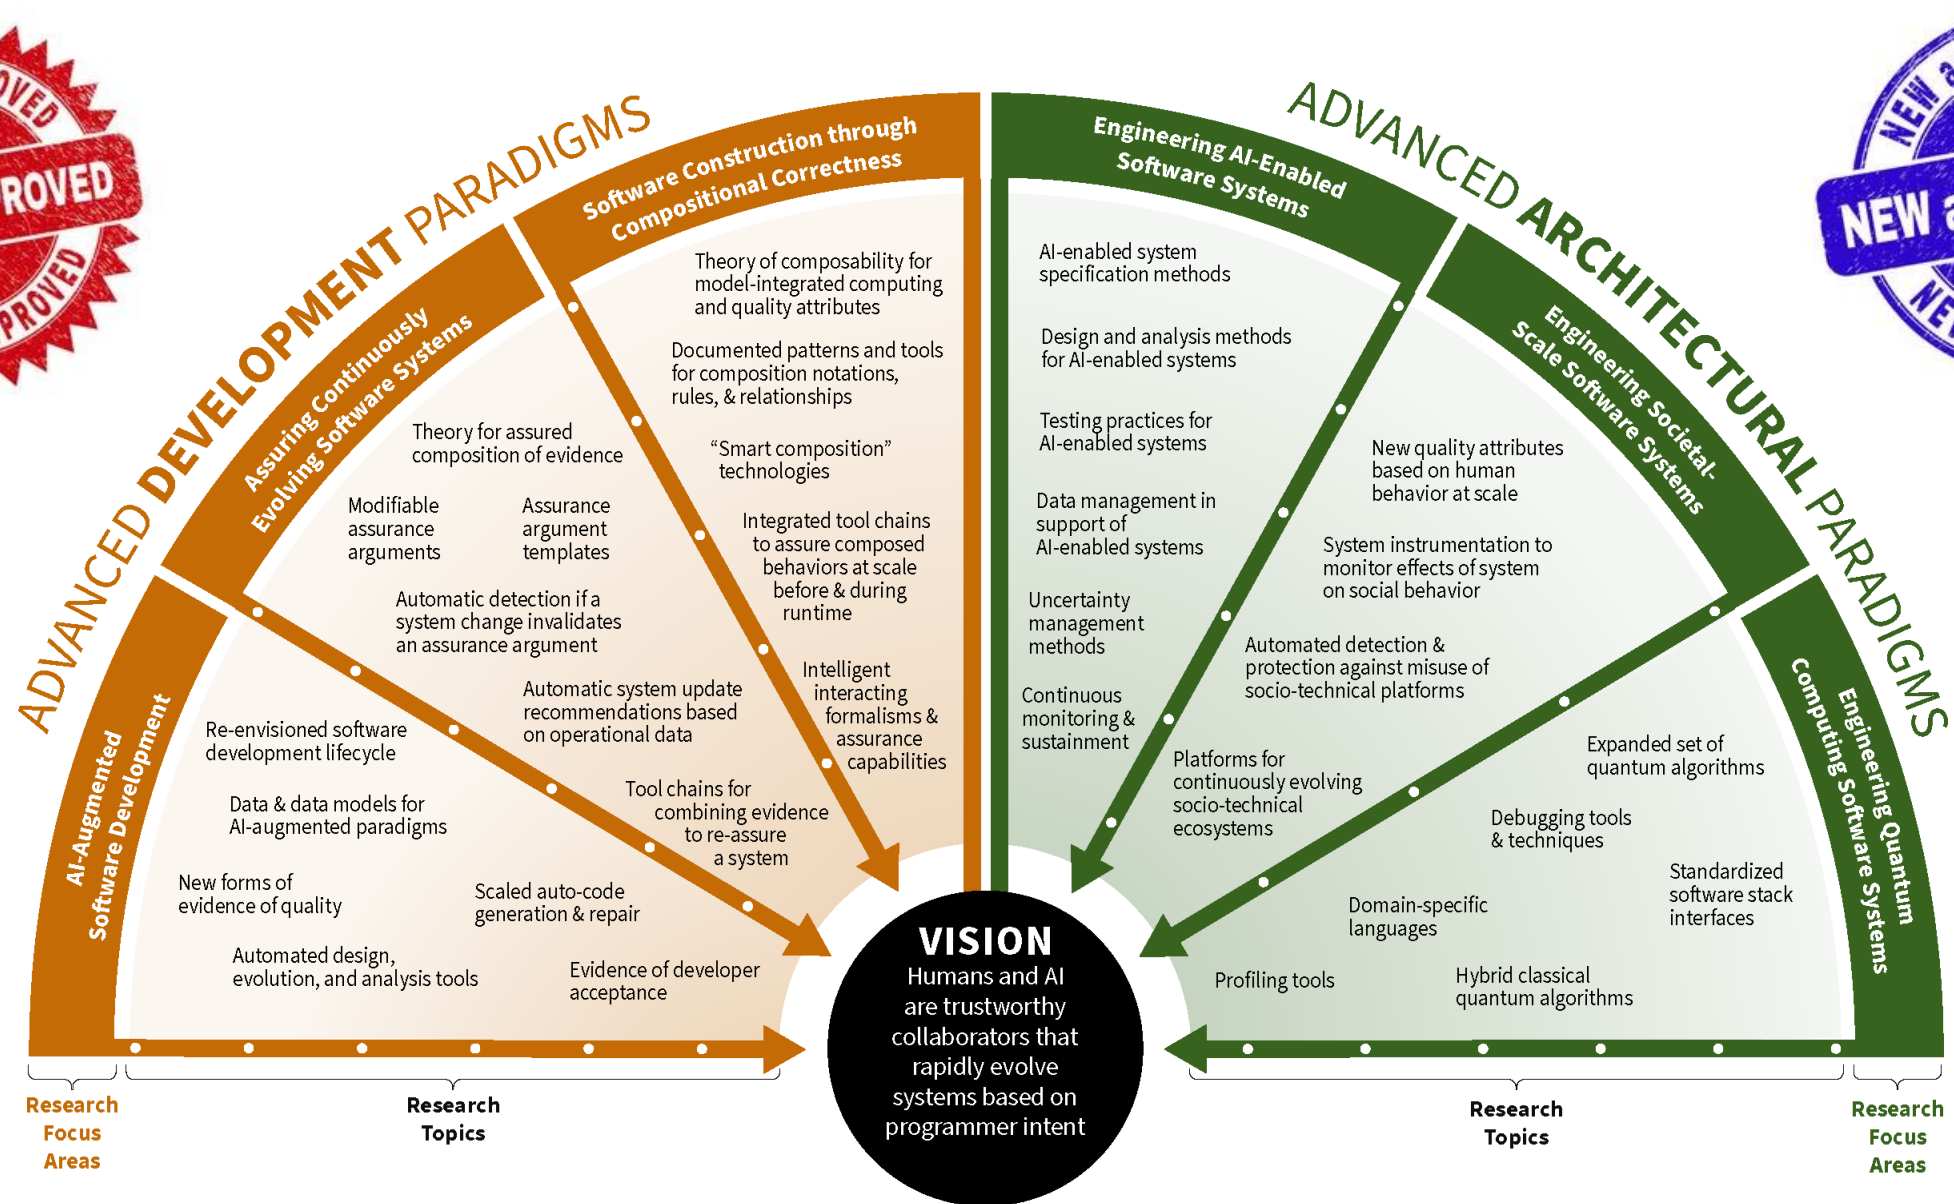 PROVED
NEW
NEW
ADVANCED DEVELOPMENT PARADIGMS
ADVANCED ARCHITECTURAL PARADIGMS
AI-Augmented
Software Development
Re-envisioned software
development lifecycle
Data & data models for
AI-augmented paradigms
New forms of
evidence of quality
Scaled auto-code
generation & repair
Automated design,
evolution, and analysis tools
Evidence of developer
acceptance
Assuring Continuously
Evolving Software Systems
Theory for assured
composition of evidence
Modifiable
assurance
arguments
Assurance
argument
templates
Automatic detection if a
system change invalidates
an assurance argument
Automatic system update
recommendations based
on operational data
Tool chains for
combining evidence
to re-assure
a system
Software Construction through
Compositional Correctness
Theory of composability for
model-integrated computing
and quality attributes
Documented patterns and tools
for composition notations,
rules, & relationships
“Smart composition”
technologies
Integrated tool chains
to assure composed
behaviors at scale
before & during
runtime
Intelligent
interacting
formalisms &
assurance
capabilities
Engineering AI-Enabled
Software Systems
AI-enabled system
specification methods
Design and analysis methods
for AI-enabled systems
Testing practices for
AI-enabled systems
Data management in
support of
AI-enabled systems
Uncertainty
management
methods
Continuous
monitoring &
sustainment
Engineering Societal-
Scale Software Systems
New quality attributes
based on human
behavior at scale
System instrumentation to
monitor effects of system
on social behavior
Automated detection &
protection against misuse of
socio-technical platforms
Platforms for
continuously evolving
socio-technical
ecosystems
Engineering Quantum
Computing Software Systems
Expanded set of
quantum algorithms
Debugging tools
& techniques
Standardized
software stack
interfaces
Domain-specific
languages
Profiling tools
Hybrid classical
quantum algorithms
VISION
Humans and AI
are trustworthy
collaborators that
rapidly evolve
systems based on
programmer intent
Research
Focus
Areas
Research
Topics
Research
Topics
Research
Focus
Areas